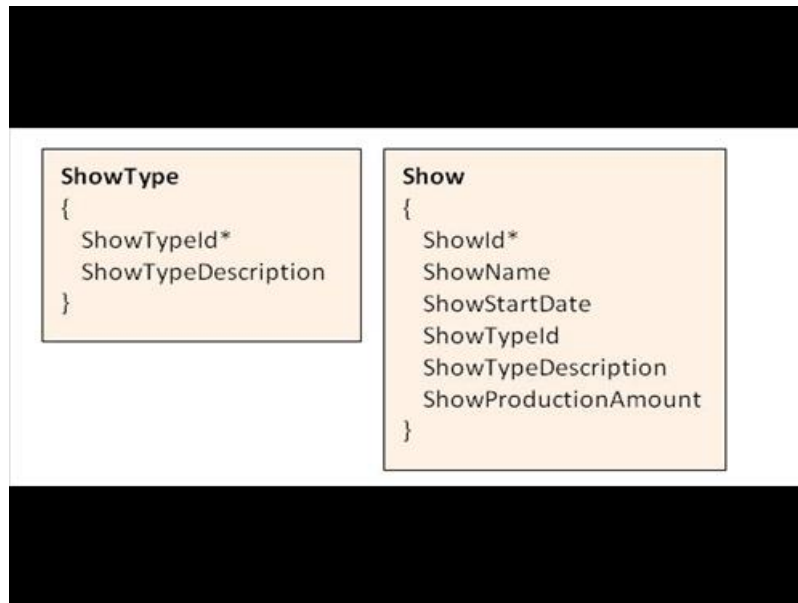 ShowType
{
ShowTypeId*
ShowTypeDescription
}
Show
{
ShowId*
ShowName
ShowStartDate
ShowTypeId
ShowTypeDescription
ShowProductionAmount
}